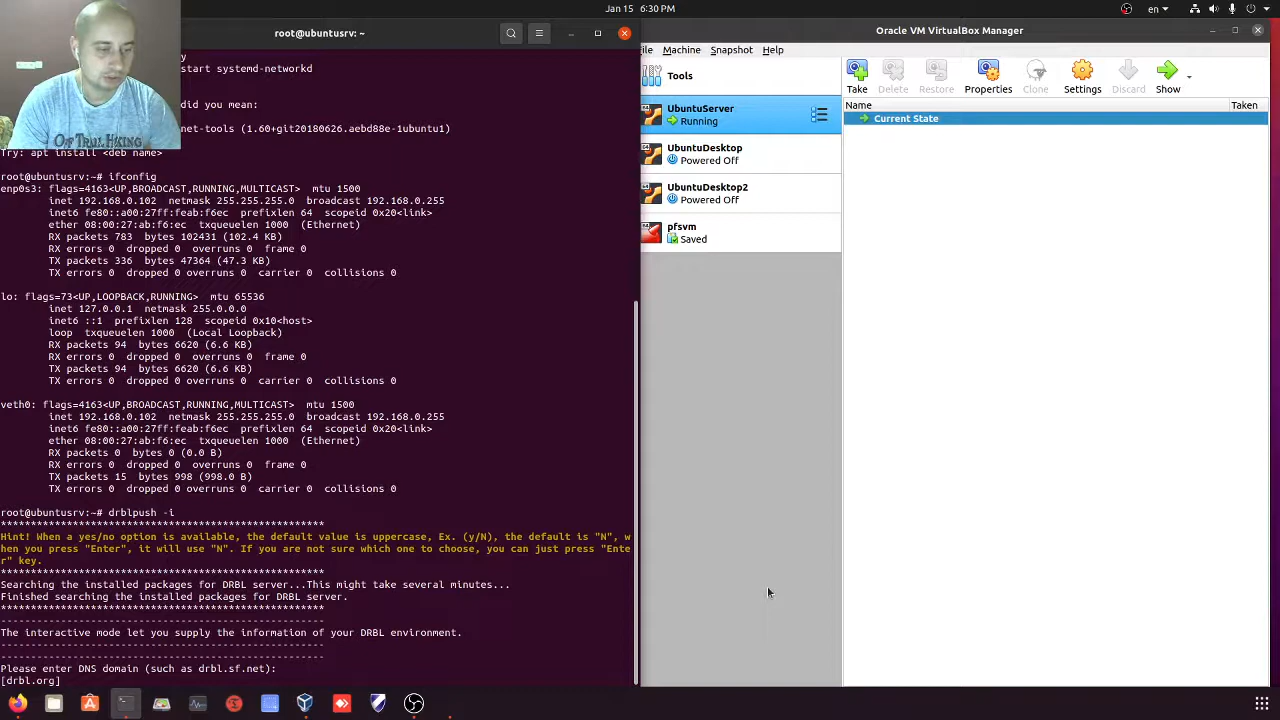 Jan 15  6:30 PM
en
root@ubuntusrv: ~
y
start systemd-networkd
did you mean:
net-tools (1.60+git20180626.aebd88e-1ubuntu1)
Try: apt install <deb name>
root@ubuntusrv:~# ifconfig
enp0s3: flags=4163<UP,BROADCAST,RUNNING,MULTICAST>  mtu 1500
inet 192.168.0.102  netmask 255.255.255.0  broadcast 192.168.0.255
inet6 fe80::a00:27ff:feab:f6ec  prefixlen 64  scopeid 0x20<link>
ether 08:00:27:ab:f6:ec  txqueuelen 1000  (Ethernet)
RX packets 783  bytes 102431 (102.4 KB)
RX errors 0  dropped 0  overruns 0  frame 0
TX packets 336  bytes 47364 (47.3 KB)
TX errors 0  dropped 0 overruns 0  carrier 0  collisions 0
lo: flags=73<UP,LOOPBACK,RUNNING>  mtu 65536
inet 127.0.0.1  netmask 255.0.0.0
inet6 ::1  prefixlen 128  scopeid 0x10<host>
loop  txqueuelen 1000  (Local Loopback)
RX packets 94  bytes 6620 (6.6 KB)
RX errors 0  dropped 0  overruns 0  frame 0
TX packets 94  bytes 6620 (6.6 KB)
TX errors 0  dropped 0 overruns 0  carrier 0  collisions 0
veth0: flags=4163<UP,BROADCAST,RUNNING,MULTICAST>  mtu 1500
inet 192.168.0.102  netmask 255.255.255.0  broadcast 192.168.0.255
inet6 fe80::a00:27ff:feab:f6ec  prefixlen 64  scopeid 0x20<link>
ether 08:00:27:ab:f6:ec  txqueuelen 1000  (Ethernet)
RX packets 0  bytes 0 (0.0 B)
RX errors 0  dropped 0  overruns 0  frame 0
TX packets 15  bytes 998 (998.0 B)
TX errors 0  dropped 0 overruns 0  carrier 0  collisions 0
root@ubuntusrv:~# drblpush -i
******************************************************
Hint! When a yes/no option is available, the default value is uppercase, Ex. (y/N), the default is "N", w
hen you press "Enter", it will use "N". If you are not sure which one to choose, you can just press "Ente
r" key.
******************************************************
Searching the installed packages for DRBL server...This might take several minutes...
Finished searching the installed packages for DRBL server.
******************************************************
------------------------------------------------------
The interactive mode let you supply the information of your DRBL environment.
------------------------------------------------------
------------------------------------------------------
Please enter DNS domain (such as drbl.sf.net):
[drbl.org]
Oracle VM VirtualBox Manager
ile Machine Snapshot Help
Tools
UbuntuServer
Running
UbuntuDesktop
Powered Off
UbuntuDesktop2
Powered Off
pfsvm
Saved
Take Delete Restore Properties Clone Settings Discard Show
Name Taken
Current State